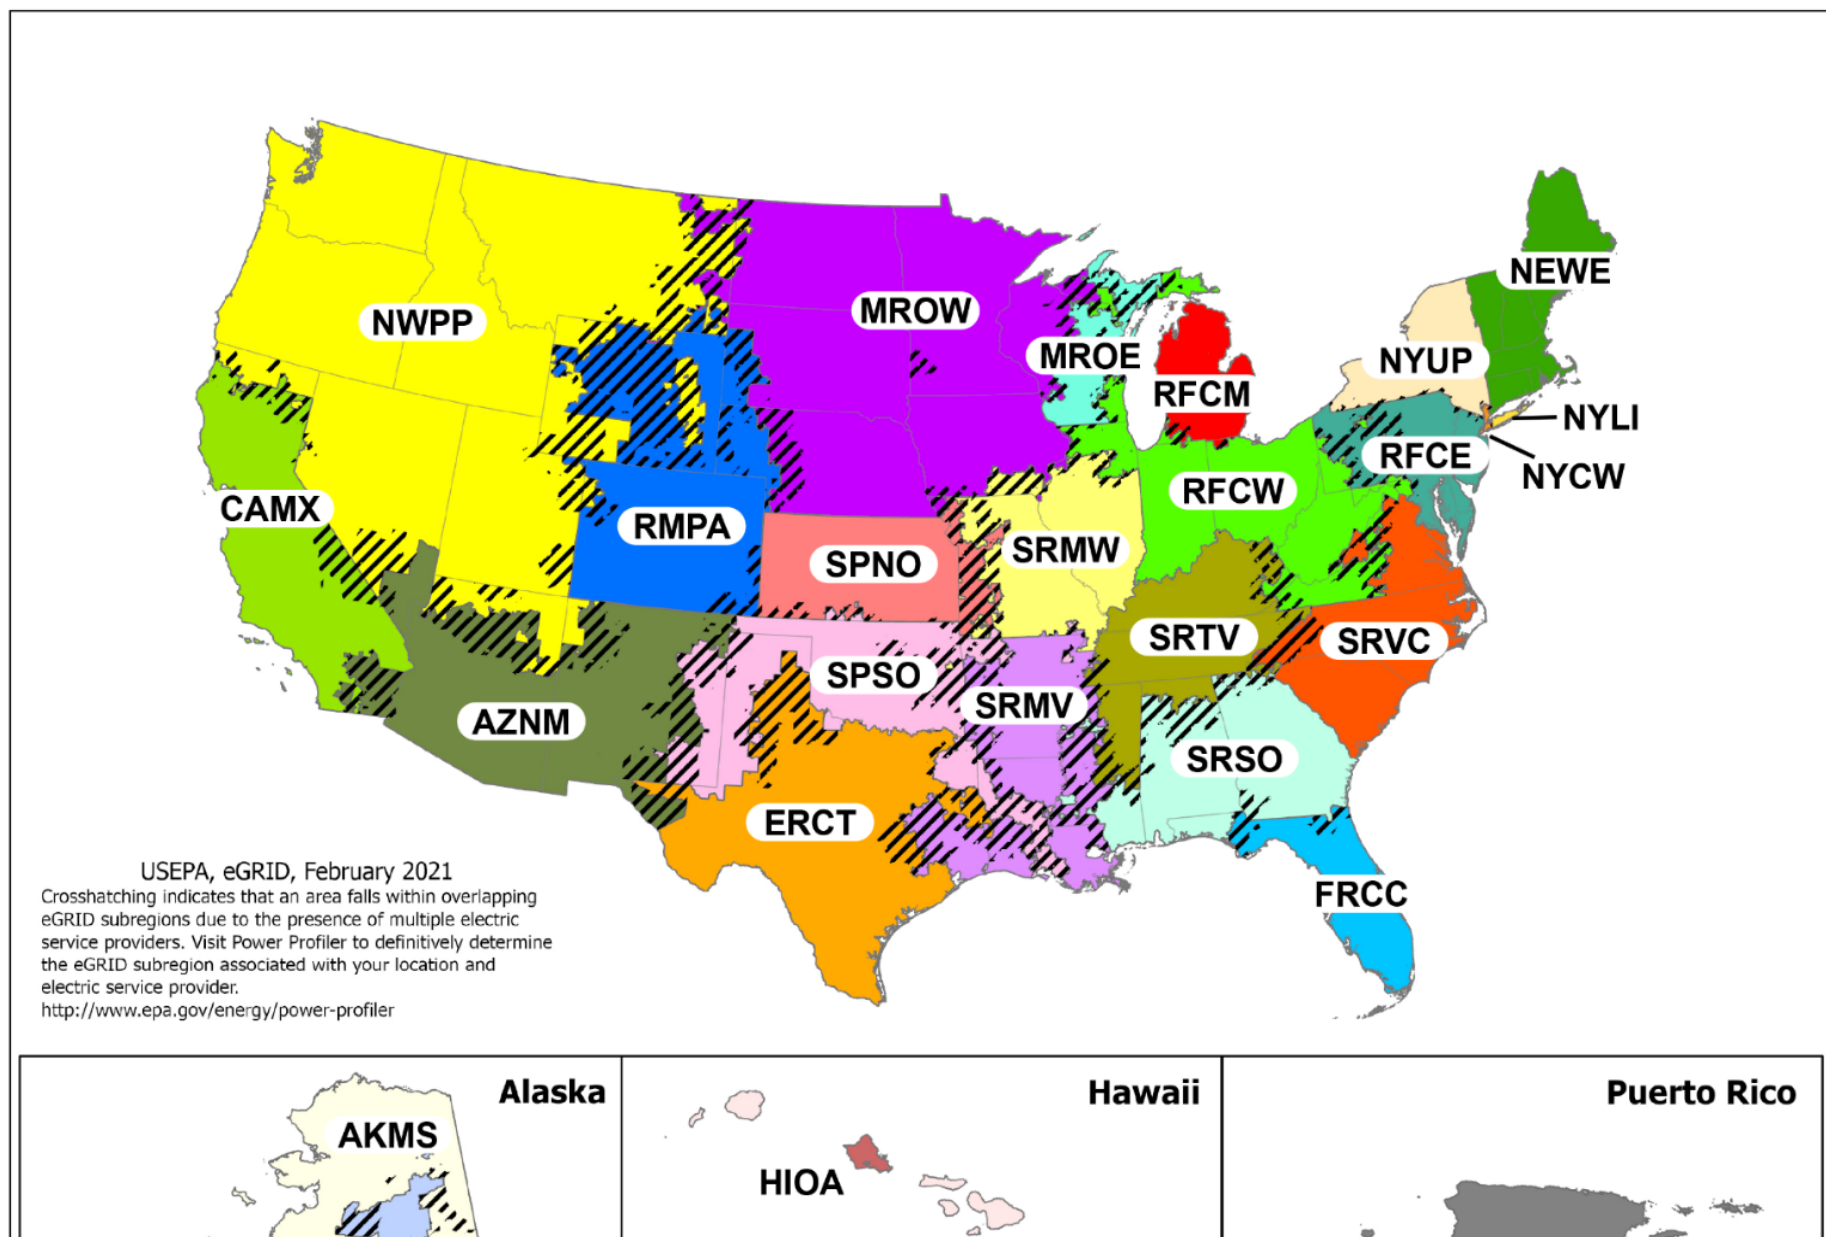 NEWE
MROW
NWPP
MROE
NYUP
RFCM
NYLI
RFCE
NYCW
RFCW
CAMX
RMPA
SRMW
SPNO
SRTV
SRVC
SPSO
SRMV
AZNM
SRSO
ERCT
FRCC
USEPA, eGRID, February 2021
Crosshatching indicates that an area falls within overlapping
eGRID subregions due to the presence of multiple electric
service providers. Visit Power Profiler to definitively determine
the eGRID subregion associated with your location and
electric service provider.
http://www.epa.gov/energy/power-profiler
Alaska
AKMS
Hawaii
HIOA
Puerto Rico